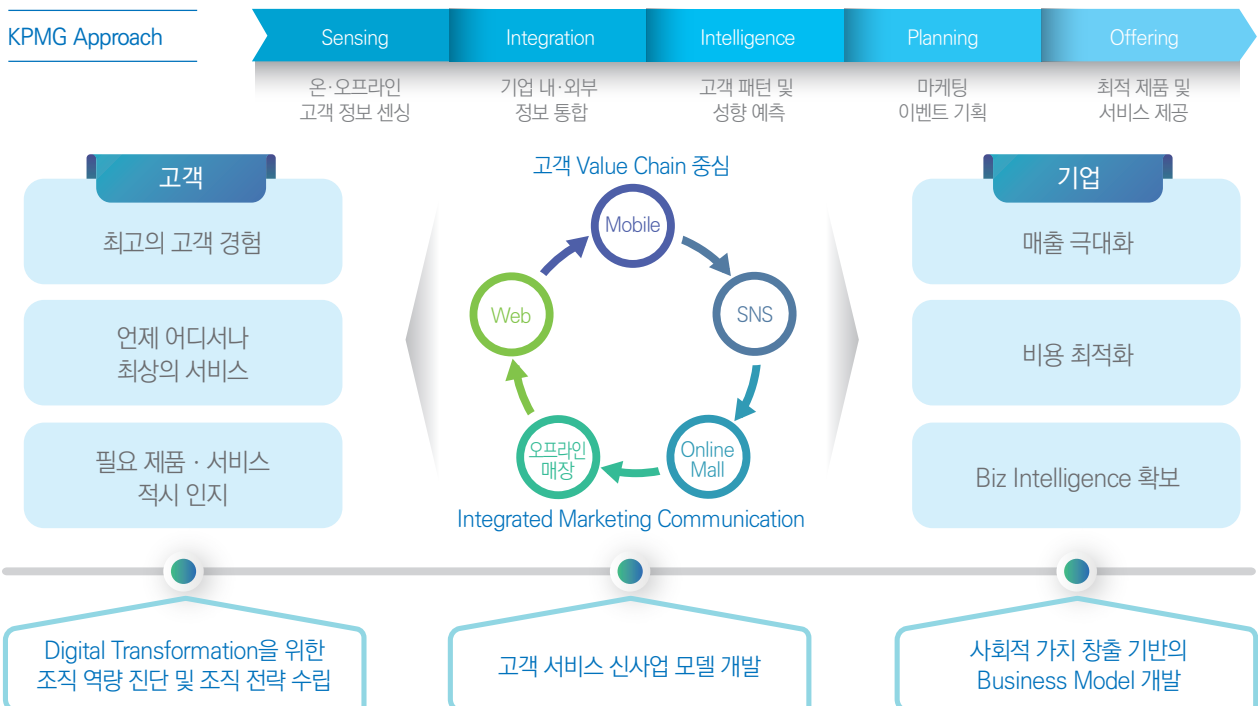 KPMG Approach
Sensing
Integration
Intelligence
Planning
Offering
온·오프라인
고객 정보 센싱
기업 내·외부
정보 통합
고객 패턴 및
성향 예측
마케팅
이벤트 기획
최적 제품 및
서비스 제공
고객
최고의 고객 경험
언제 어디서나
최상의 서비스
필요 제품 · 서비스
적시 인지
고객 Value Chain 중심
Mobile
SNS
Online
Mall
오프라인
매장
Web
Integrated Marketing Communication
기업
매출 극대화
비용 최적화
Biz Intelligence 확보
Digital Transformation을 위한
조직 역량 진단 및 조직 전략 수립
고객 서비스 신사업 모델 개발
사회적 가치 창출 기반의
Business Model 개발